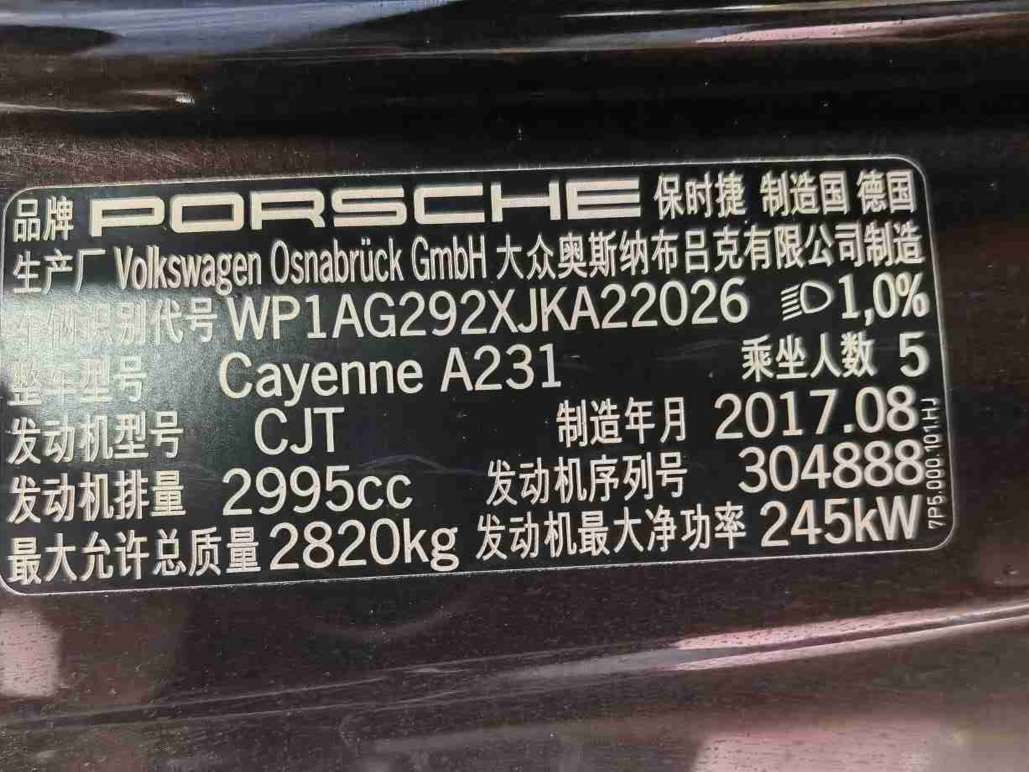 品牌 PORSCHE 保时捷 制造国 德国
生产厂 Volkswagen Osnabrück GmbH 大众奥斯纳布吕克有限公司制造
车辆识别代号 WP1AG292XJKA22026 1,0%
整车型号 Cayenne A231 乘坐人数 5
发动机型号 CJT 制造年月 2017.08
发动机排量 2995cc 发动机序列号 304888
最大允许总质量 2820kg 发动机最大净功率 245kW
7P5.000.101.HJ